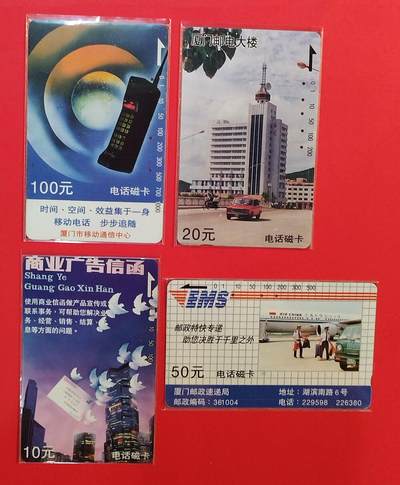 100元
电话磁卡
时间·空间·效益集于一身
移动电话 步步追随
厦门市移动通信中心
厦门邮电大楼
20元
电话磁卡
商业广告信函
Shang Ye
Guang Gao Xin Han
使用商业信函做产品宣传或
联系事务，可帮助您解决业
务·经营·销售·结算·
息等方面的问题。
10元
电话磁卡
EMS
邮政特快专递
助您决胜于千里之外
AIR CHINA
50元 电话磁卡
厦门邮政速递局 地址：湖滨南路6号
邮政编码：361004 电话：229598 226380